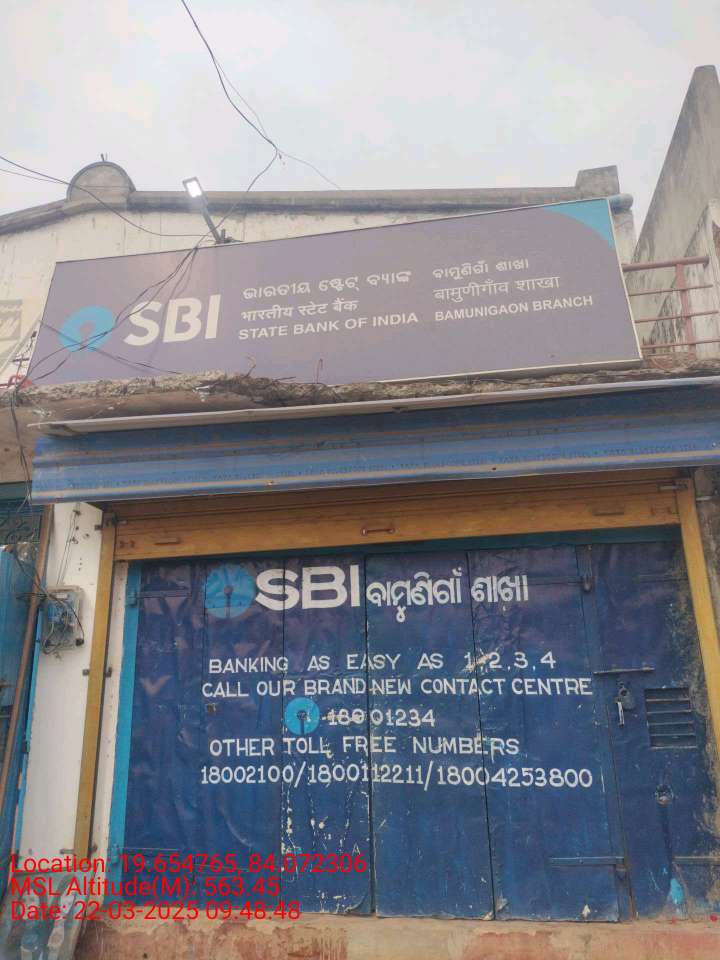 SBI
ଭାରତୀୟ ଷ୍ଟେଟ୍ ବ୍ୟାଙ୍କ
भारतीय स्टेट बैंक
STATE BANK OF INDIA
ବାମୁଣିଗାଁ ଶାଖା
बामुणीगाँव शाखा
BAMUNIGAON BRANCH
SBI ବାମୁଣିଗାଁ ଶାଖା
BANKING AS EASY AS 1,2,3,4
CALL OUR BRAND-NEW CONTACT CENTRE
18001234
OTHER TOLL FREE NUMBERS
18002100/1800112211/18004253800
Location: 19.654765, 84.072306
MSL Altitude(M): 563.45
Date: 22-03-2025 09:48:48